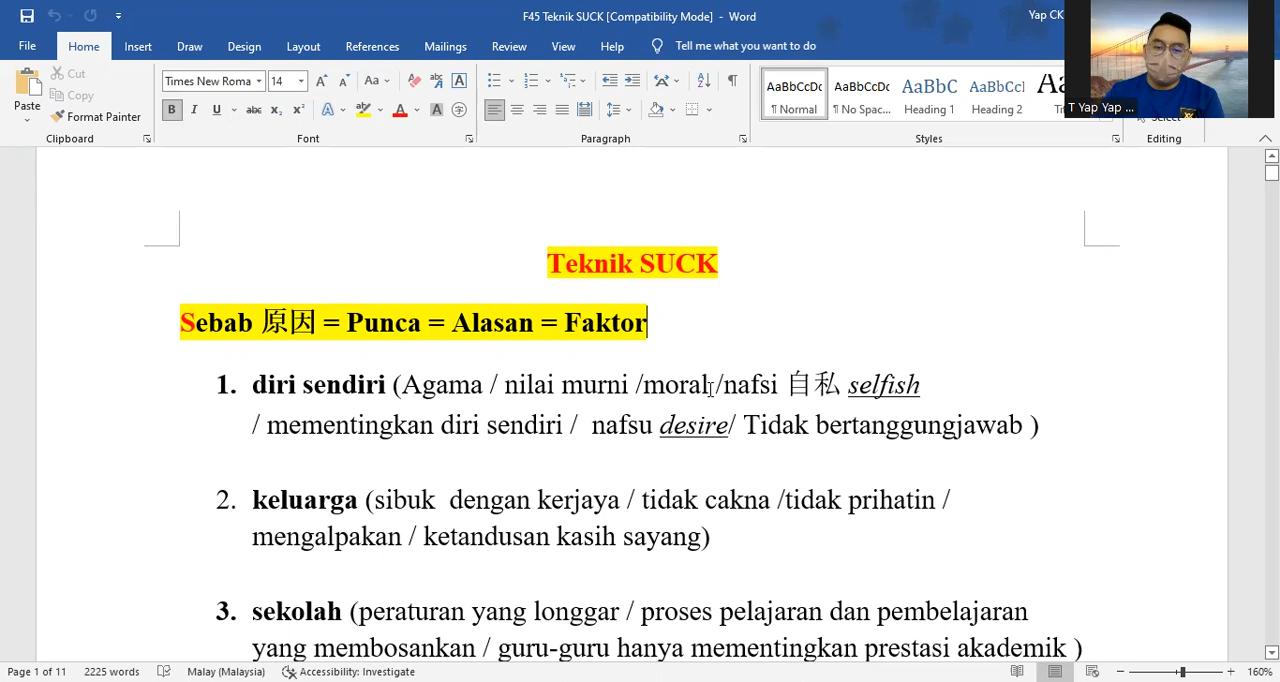 F45 Teknik SUCK [Compatibility Mode] - Word
Yap CK
File Home Insert Draw Design Layout References Mailings Review View Help Tell me what you want to do
Cut
Copy
Format Painter
Paste
Times New Roma 14
AaBbCcDc AaBbCcDc AaBbC AaBbCcI
¶ Normal ¶ No Spac... Heading 1 Heading 2
T Yap Yap ...
Clipboard Font Paragraph Styles Editing
Teknik SUCK
Sebab 原因 = Punca = Alasan = Faktor
1. diri sendiri (Agama / nilai murni /moral /nafsi 自私 selfish
/ mementingkan diri sendiri / nafsu desire/ Tidak bertanggungjawab )
2. keluarga (sibuk dengan kerjaya / tidak cakna /tidak prihatin /
mengalpakan / ketandusan kasih sayang)
3. sekolah (peraturan yang longgar / proses pelajaran dan pembelajaran
yang membosankan / guru-guru hanya mementingkan prestasi akademik )
Page 1 of 11 2225 words Malay (Malaysia) Accessibility: Investigate 160%